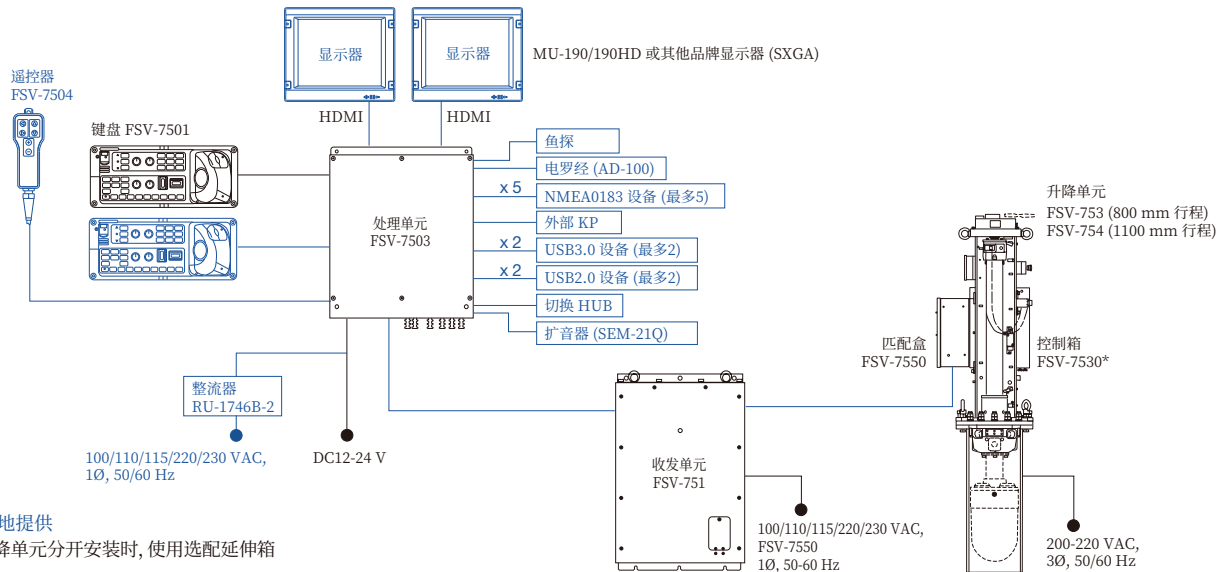 显示器
显示器
MU-190/190HD 或其他品牌显示器 (SXGA)
遥控器
FSV-7504
HDMI
HDMI
键盘 FSV-7501
鱼探
电罗经 (AD-100)
x 5
NMEA0183 设备 (最多5)
处理单元
FSV-7503
外部 KP
x 2
USB3.0 设备 (最多2)
x 2
USB2.0 设备 (最多2)
切换 HUB
扩音器 (SEM-21Q)
升降单元
FSV-753 (800 mm 行程)
FSV-754 (1100 mm 行程)
匹配盒
FSV-7550
控制箱
FSV-7530*
整流器
RU-1746B-2
100/110/115/220/230 VAC,
1Ø, 50/60 Hz
DC12-24 V
收发单元
FSV-751
100/110/115/220/230 VAC,
FSV-7550
1Ø, 50-60 Hz
200-220 VAC,
3Ø, 50/60 Hz
地提供
降单元分开安装时, 使用选配延伸箱